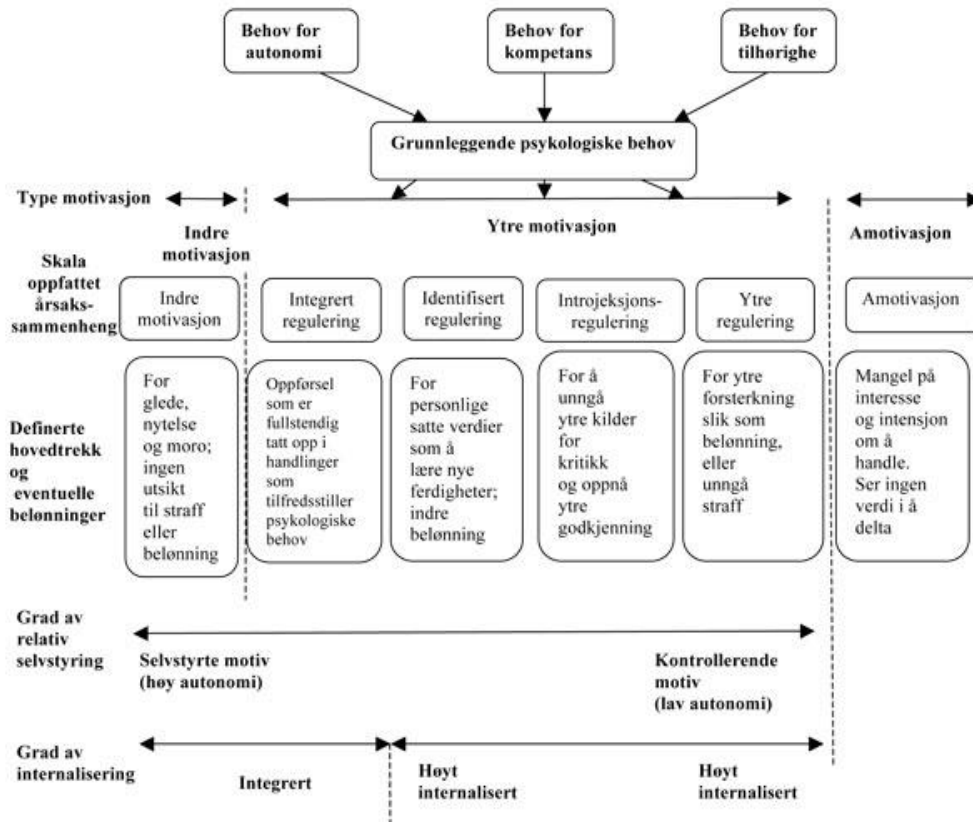 Behov for
autonomi
Behov for
kompetans
Behov for
tilhørighe
Grunnleggende psykologiske behov
Type motivasjon
Indre
motivasjon
Ytre motivasjon
Amotivasjon
Skala
oppfattet
årsaks-
sammenheng
Indre
motivasjon
Integrert
regulering
Identifisert
regulering
Introjeksjons-
regulering
Ytre
regulering
Amotivasjon
Definerte
hovedtrekk
og
eventuelle
belønninger
For
glede,
nytelse
og moro;
ingen
utsikt
til straff
eller
belønning
Oppførsel
som er
fullstendig
tatt opp i
handlinger
som
tilfredsstiller
psykologiske
behov
For
personlige
satte verdier
som å
lære nye
ferdigheter;
indre
belønning
For å
unngå
ytre kilder
for
kritikk
og oppnå
ytre
godkjenning
For ytre
forsterkning
slik som
belønning,
eller
unngå
straff
Mangel på
interesse
og intensjon
om å
handle.
Ser ingen
verdi i å
delta
Grad av
relativ
selvstyring
Selvstyrte motiv
(høy autonomi)
Kontrollerende
motiv
(lav autonomi)
Grad av
internalisering
Integrert
Høyt
internalisert
Høyt
internalisert